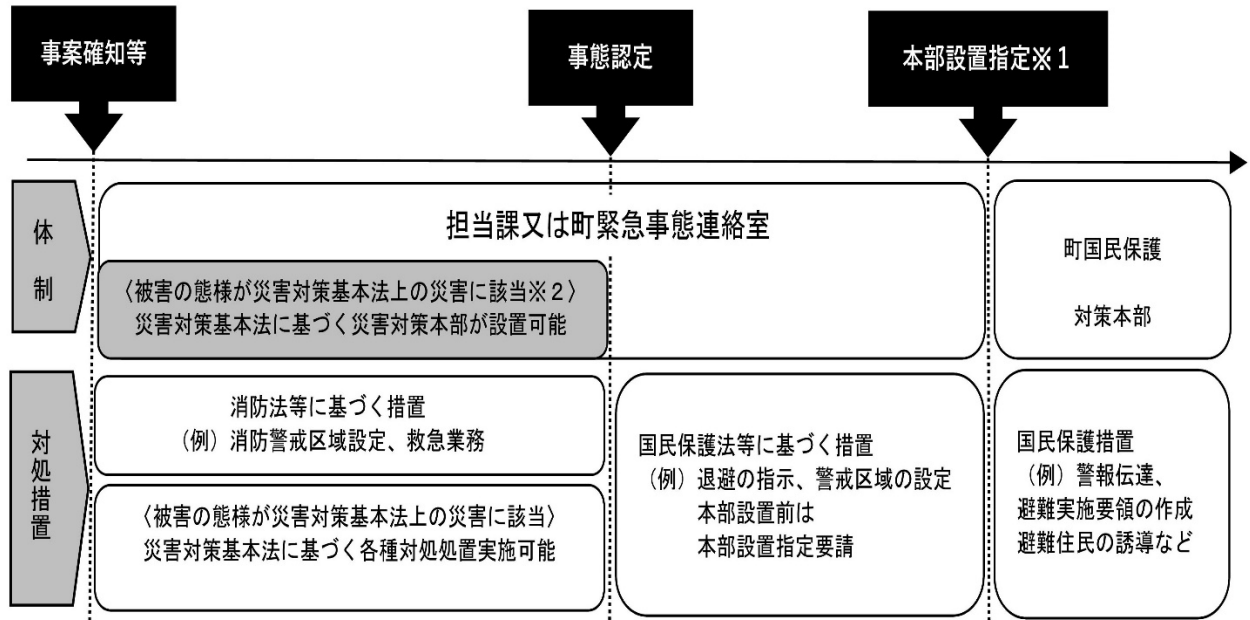 事案確知等
事態認定
本部設置指定※1
体制
担当課又は町緊急事態連絡室
〈被害の態様が災害対策基本法上の災害に該当※2〉
災害対策基本法に基づく災害対策本部が設置可能
町国民保護
対策本部
対処措置
消防法等に基づく措置
（例）消防警戒区域設定、救急業務
〈被害の態様が災害対策基本法上の災害に該当〉
災害対策基本法に基づく各種対処処置実施可能
国民保護法等に基づく措置
（例）退避の指示、警戒区域の設定
本部設置前は
本部設置指定要請
国民保護措置
（例）警報伝達、
避難実施要領の作成
避難住民の誘導など